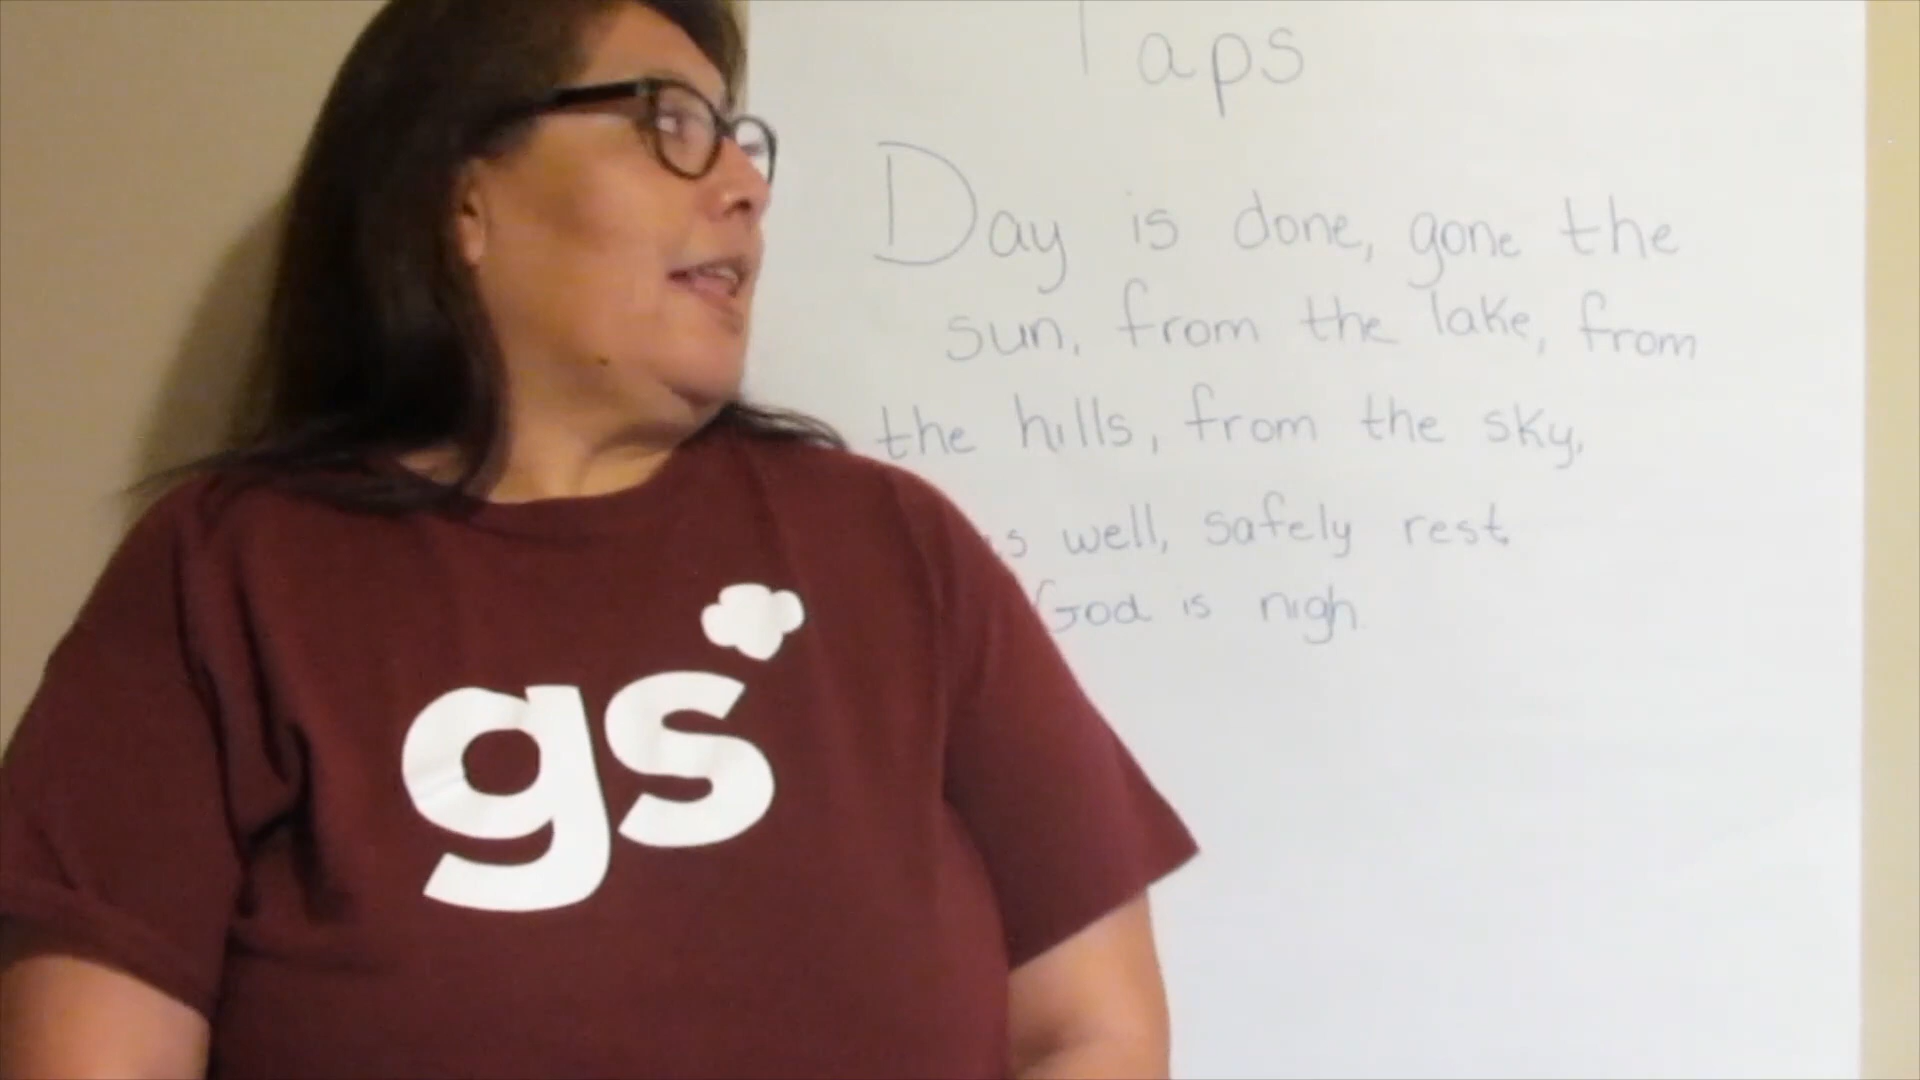 Taps
Day is done, gone the
sun, from the lake, from
the hills, from the sky,
well, safely rest
God is nigh
gs